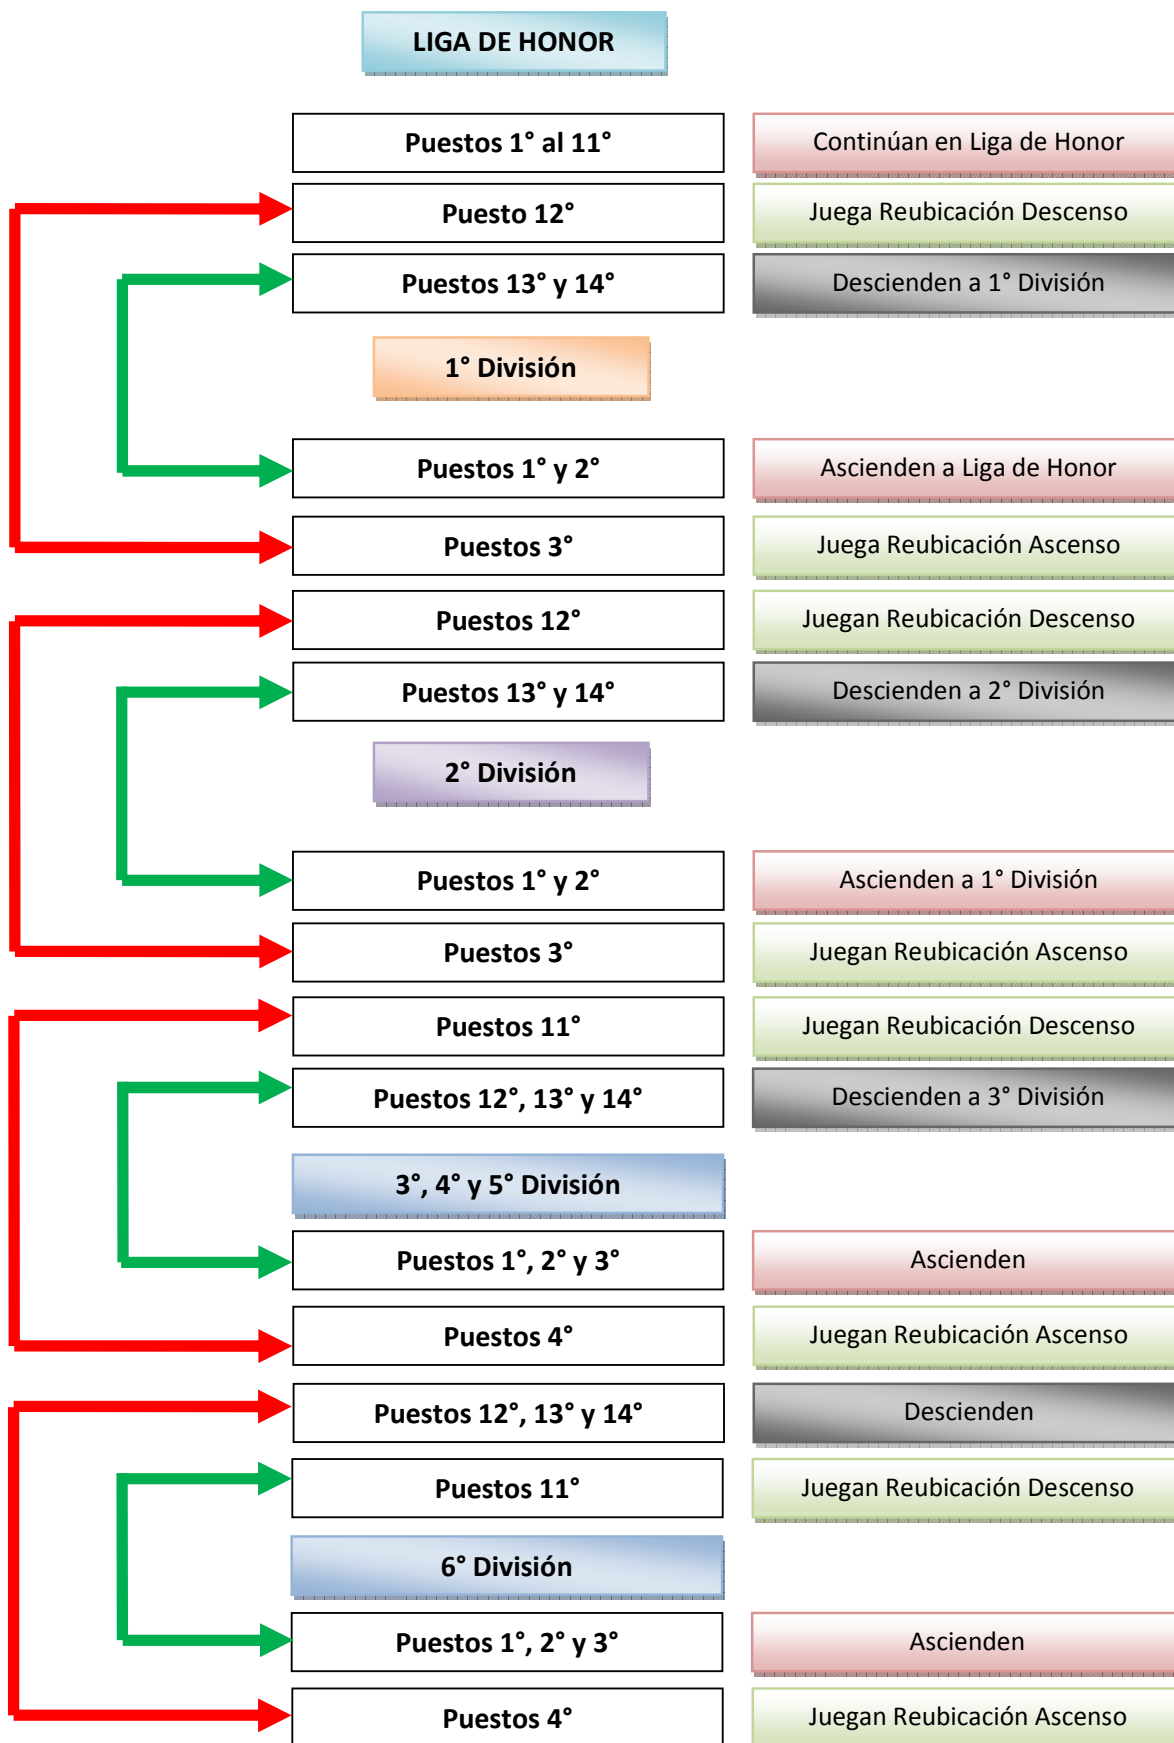 LIGA DE HONOR
Puestos 1° al 11° Continúan en Liga de Honor
Puesto 12° Juega Reubicación Descenso
Puestos 13° y 14° Descienden a 1° División
1° División
Puestos 1° y 2° Ascienden a Liga de Honor
Puestos 3° Juega Reubicación Ascenso
Puestos 12° Juegan Reubicación Descenso
Puestos 13° y 14° Descienden a 2° División
2° División
Puestos 1° y 2° Ascienden a 1° División
Puestos 3° Juegan Reubicación Ascenso
Puestos 11° Juegan Reubicación Descenso
Puestos 12°, 13° y 14° Descienden a 3° División
3°, 4° y 5° División
Puestos 1°, 2° y 3° Ascienden
Puestos 4° Juegan Reubicación Ascenso
Puestos 12°, 13° y 14° Descienden
Puestos 11° Juegan Reubicación Descenso
6° División
Puestos 1°, 2° y 3° Ascienden
Puestos 4° Juegan Reubicación Ascenso